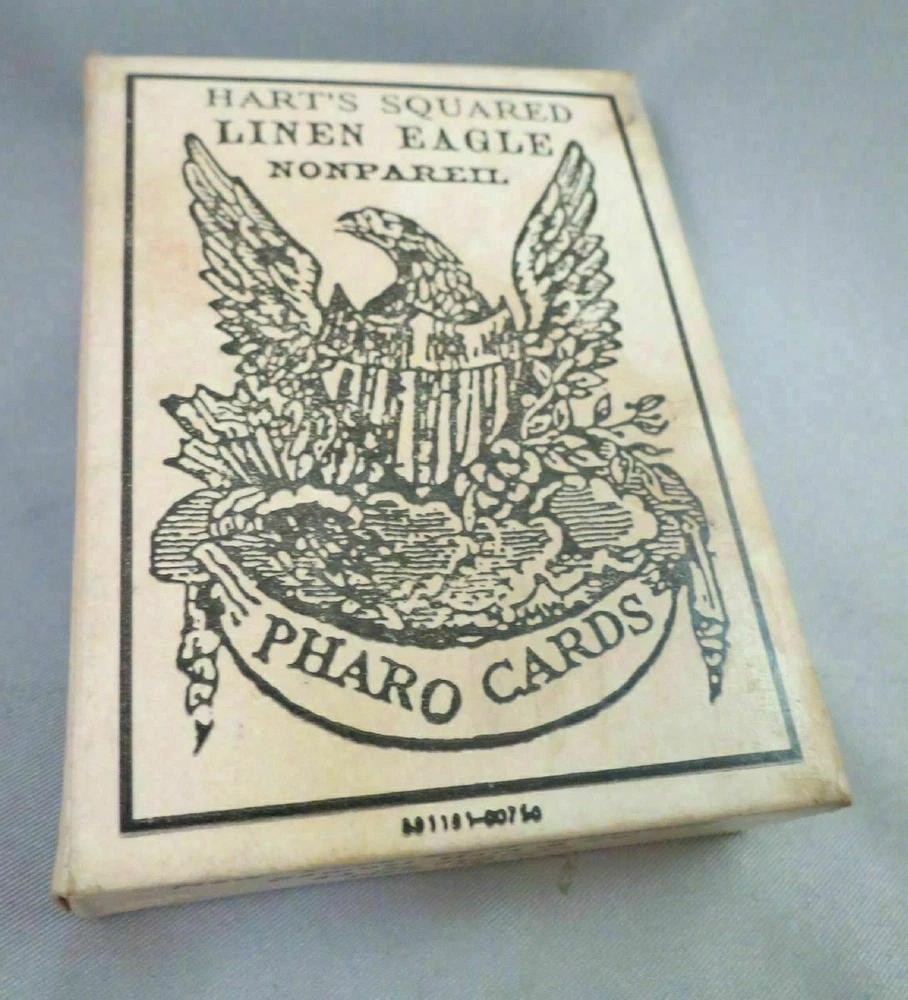 HART'S SQUARED
LINEN EAGLE
NONPAREIL
PHARO CARDS